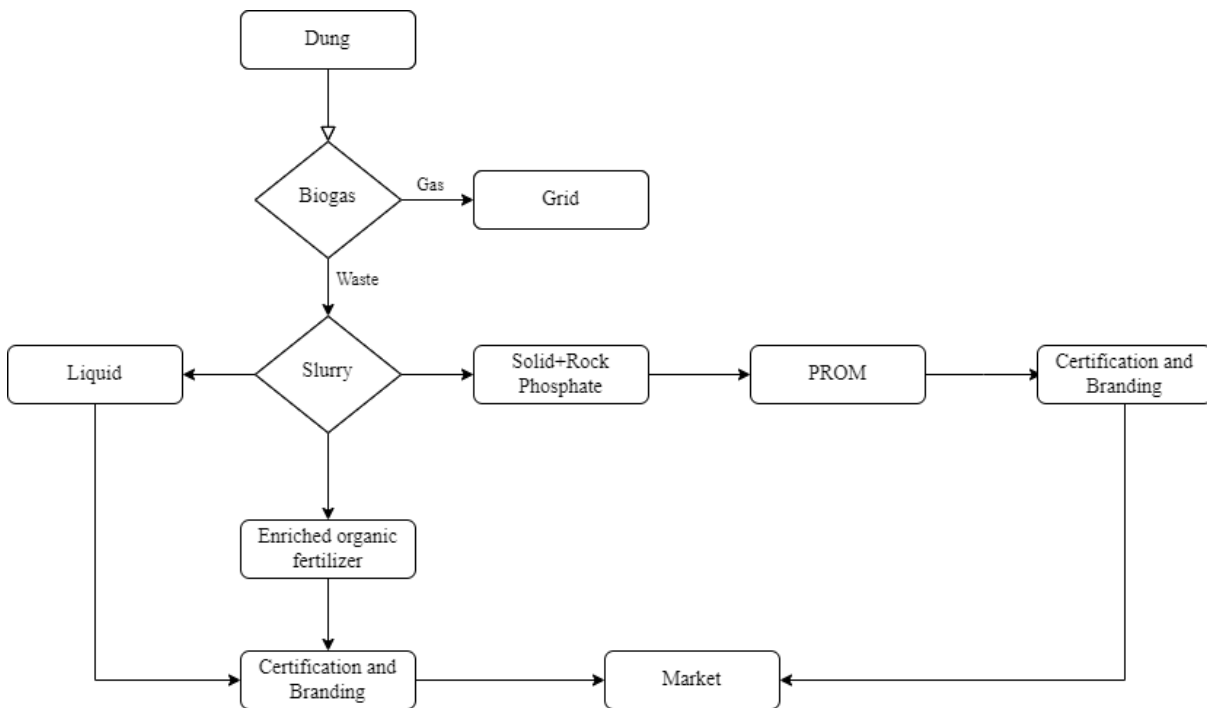 Dung
Biogas
Gas
Grid
Waste
Liquid
Slurry
Solid+Rock
Phosphate
PROM
Certification and
Branding
Enriched organic
fertilizer
Certification and
Branding
Market